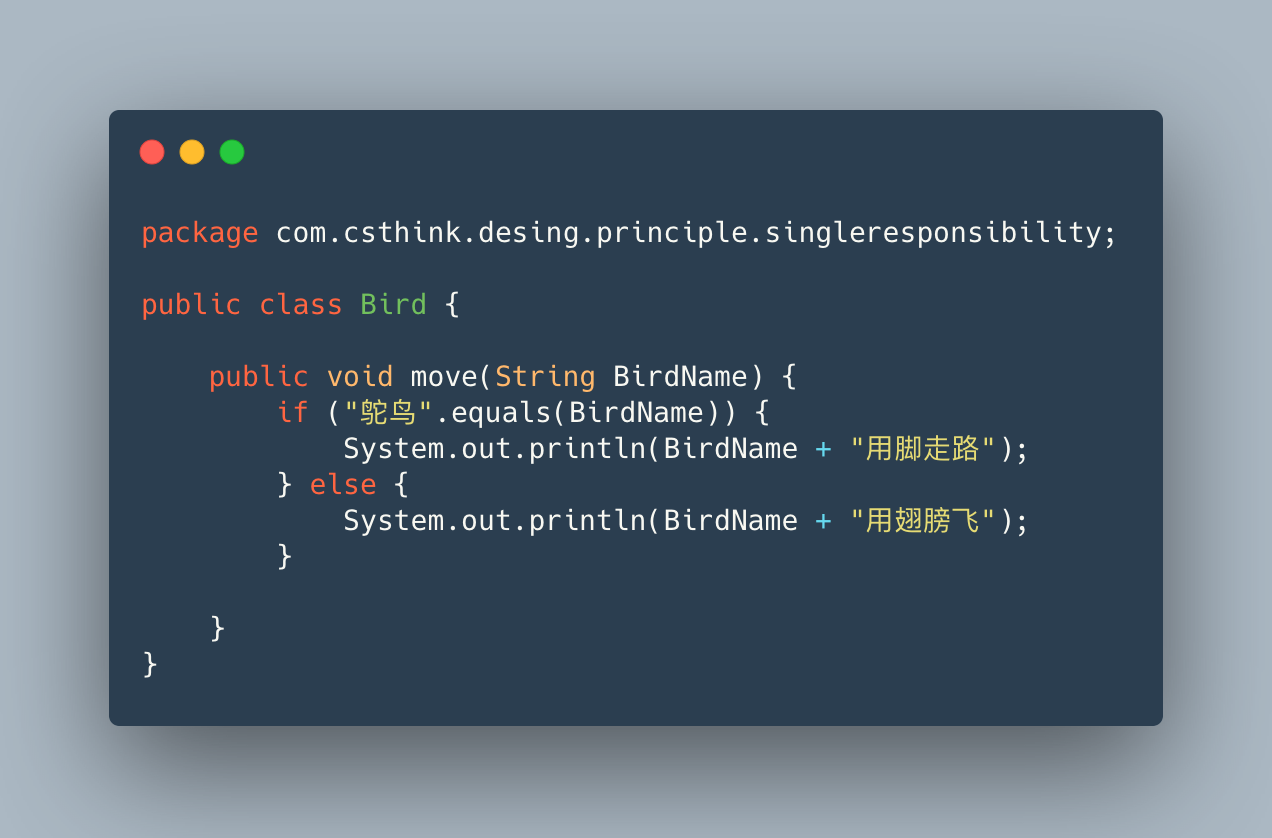 package com.csthink.desing.principle.singleresponsibility;
public class Bird {
public void move(String BirdName) {
if ("鸵鸟".equals(BirdName)) {
System.out.println(BirdName + "用脚走路");
} else {
System.out.println(BirdName + "用翅膀飞");
}
}
}